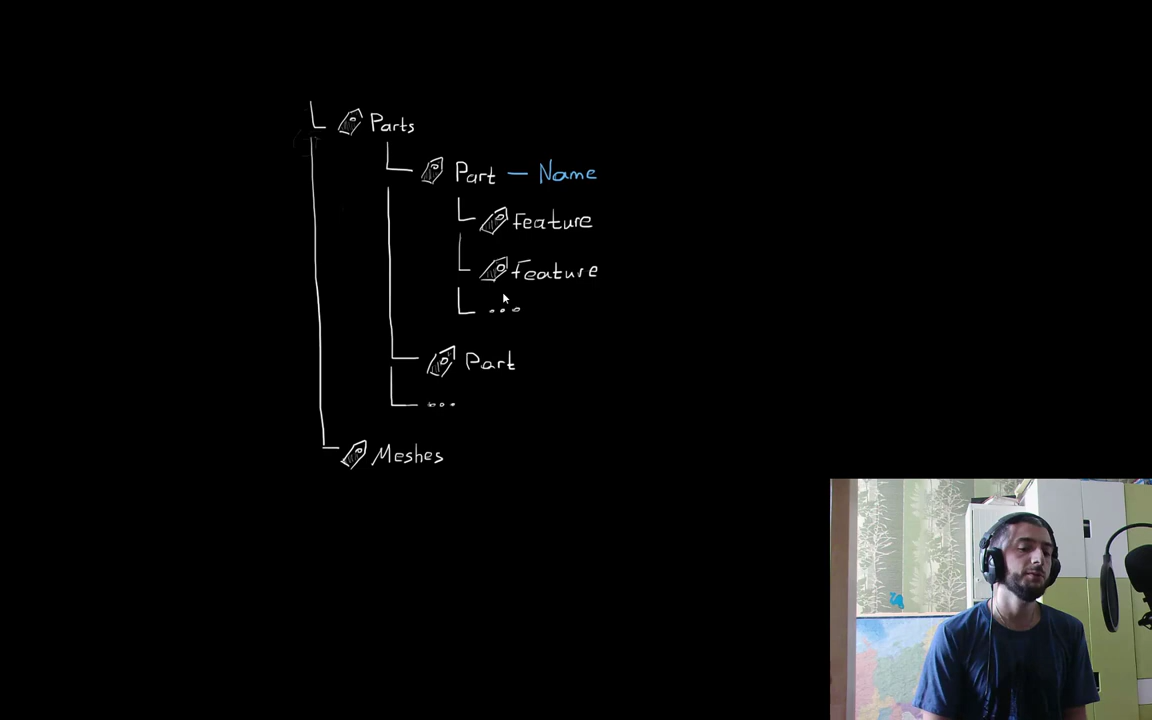 Parts
Part — Name
Feature
Feature
...
Part
...
Meshes